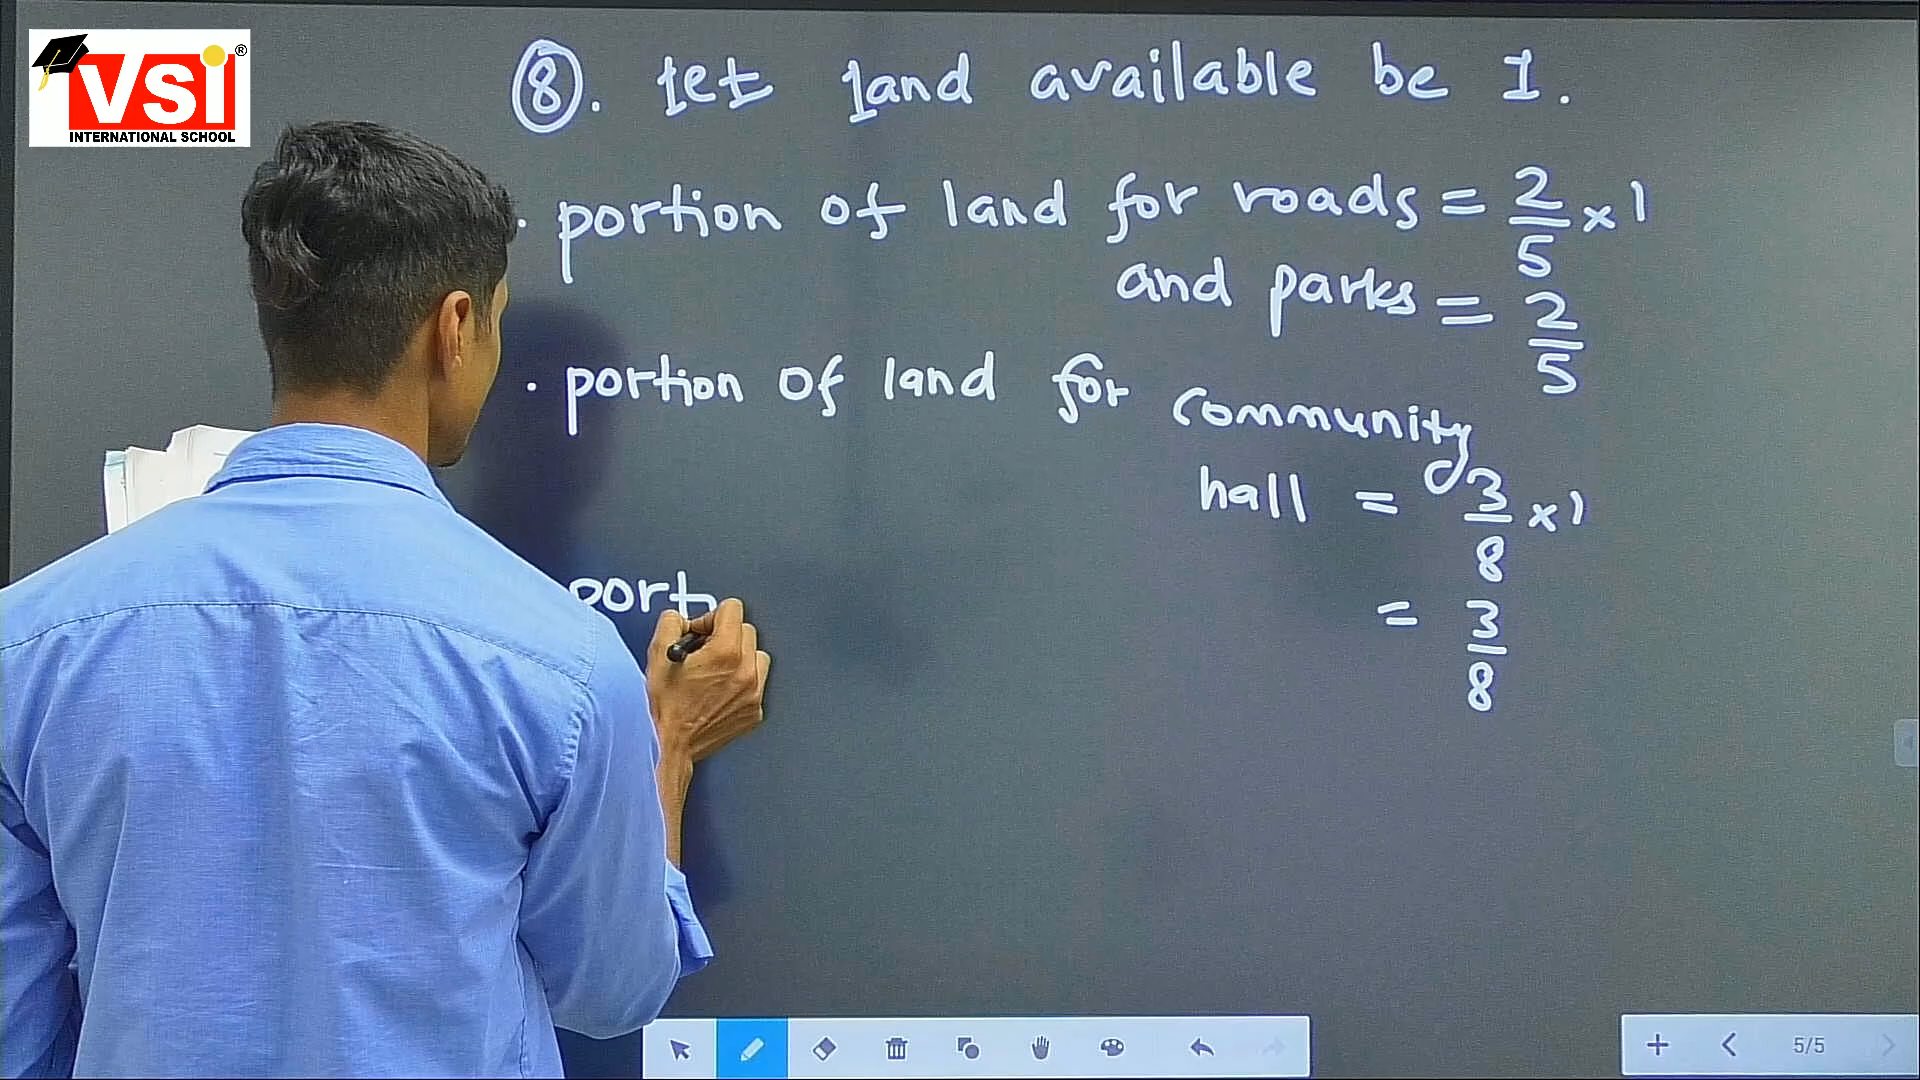 VSI®
INTERNATIONAL SCHOOL
8. Let land available be 1.
. portion of land for roads = 2/5 × 1
and parks = 2/5
. portion of land for community
hall = 3/8 × 1
= 3/8
port
5/5